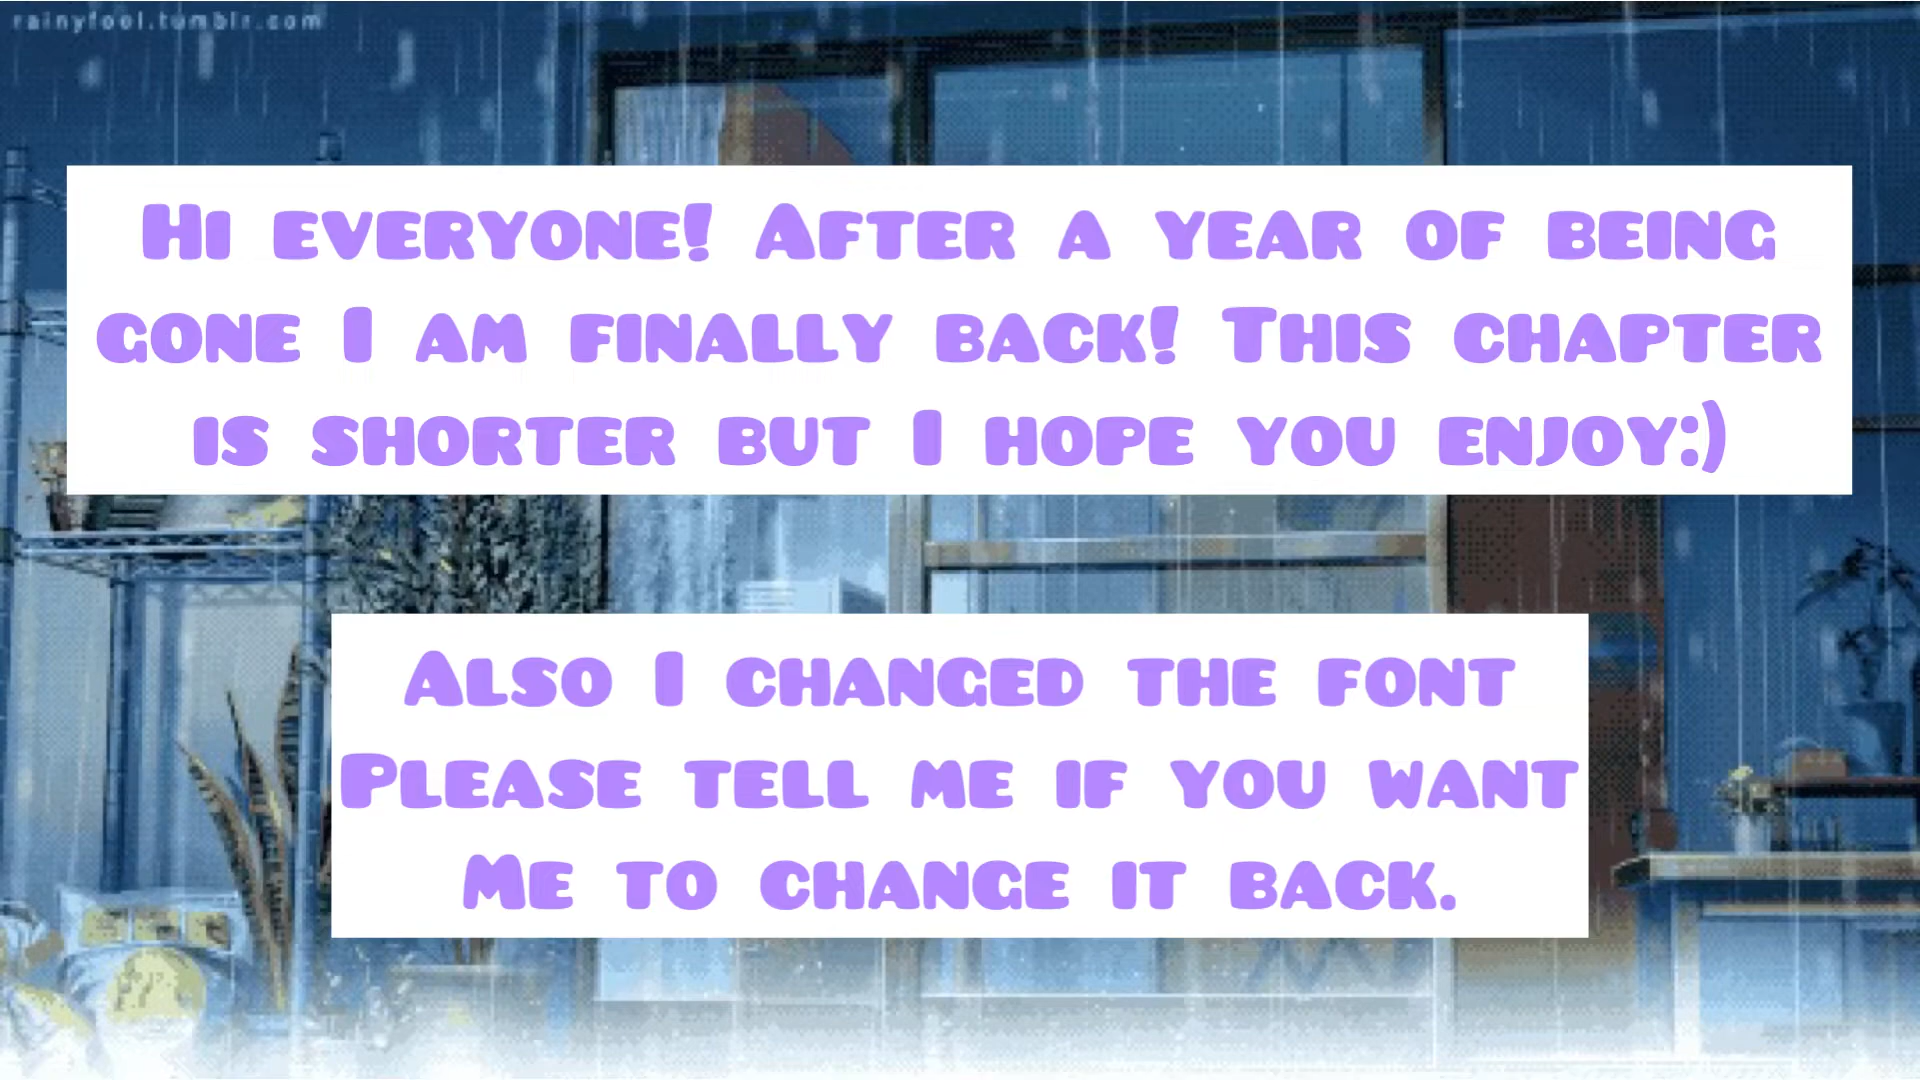 rainyfool.tumblr.com
Hi everyone! After a year of being
gone I am finally back! This chapter
is shorter but I hope you enjoy:)
Also I changed the font
Please tell me if you want
Me to change it back.